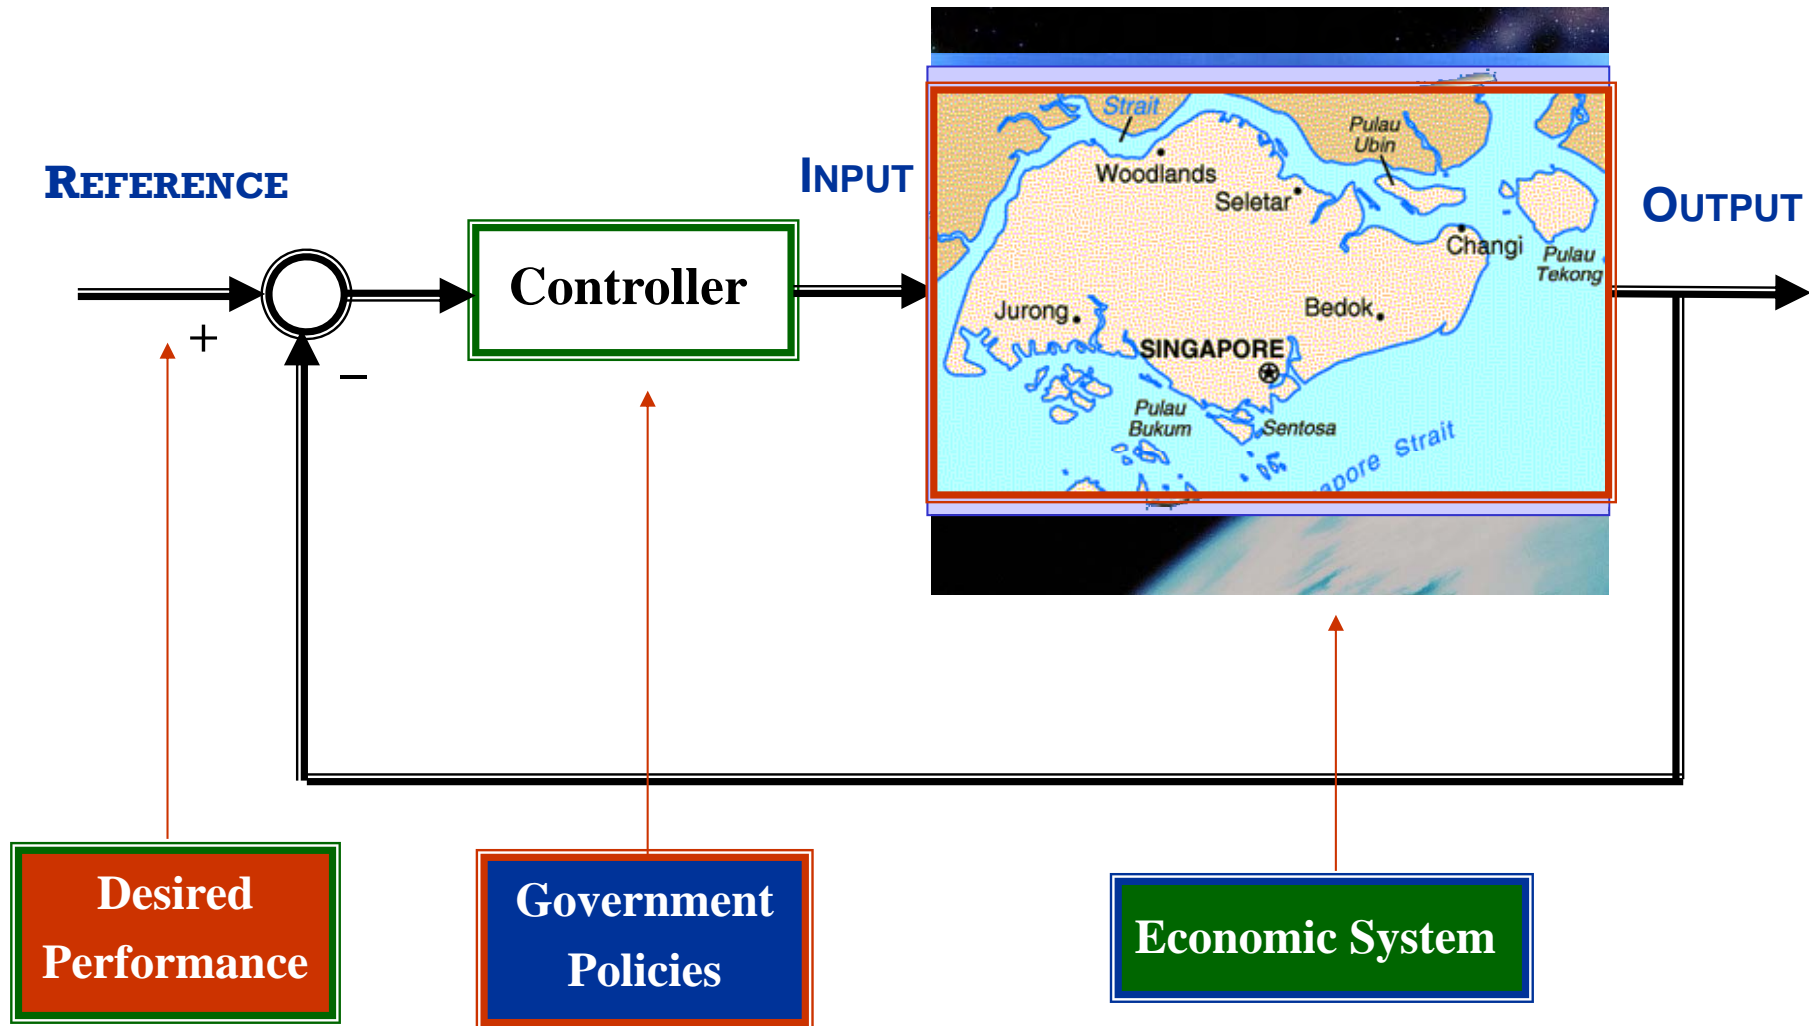 REFERENCE
INPUT
OUTPUT
Controller
+
–
Strait
Woodlands
Seletar
Pulau
Ubin
Changi
Pulau
Tekong
Jurong
Bedok
SINGAPORE
Pulau
Bukum
Sentosa
apore Strait
Desired
Performance
Government
Policies
Economic System